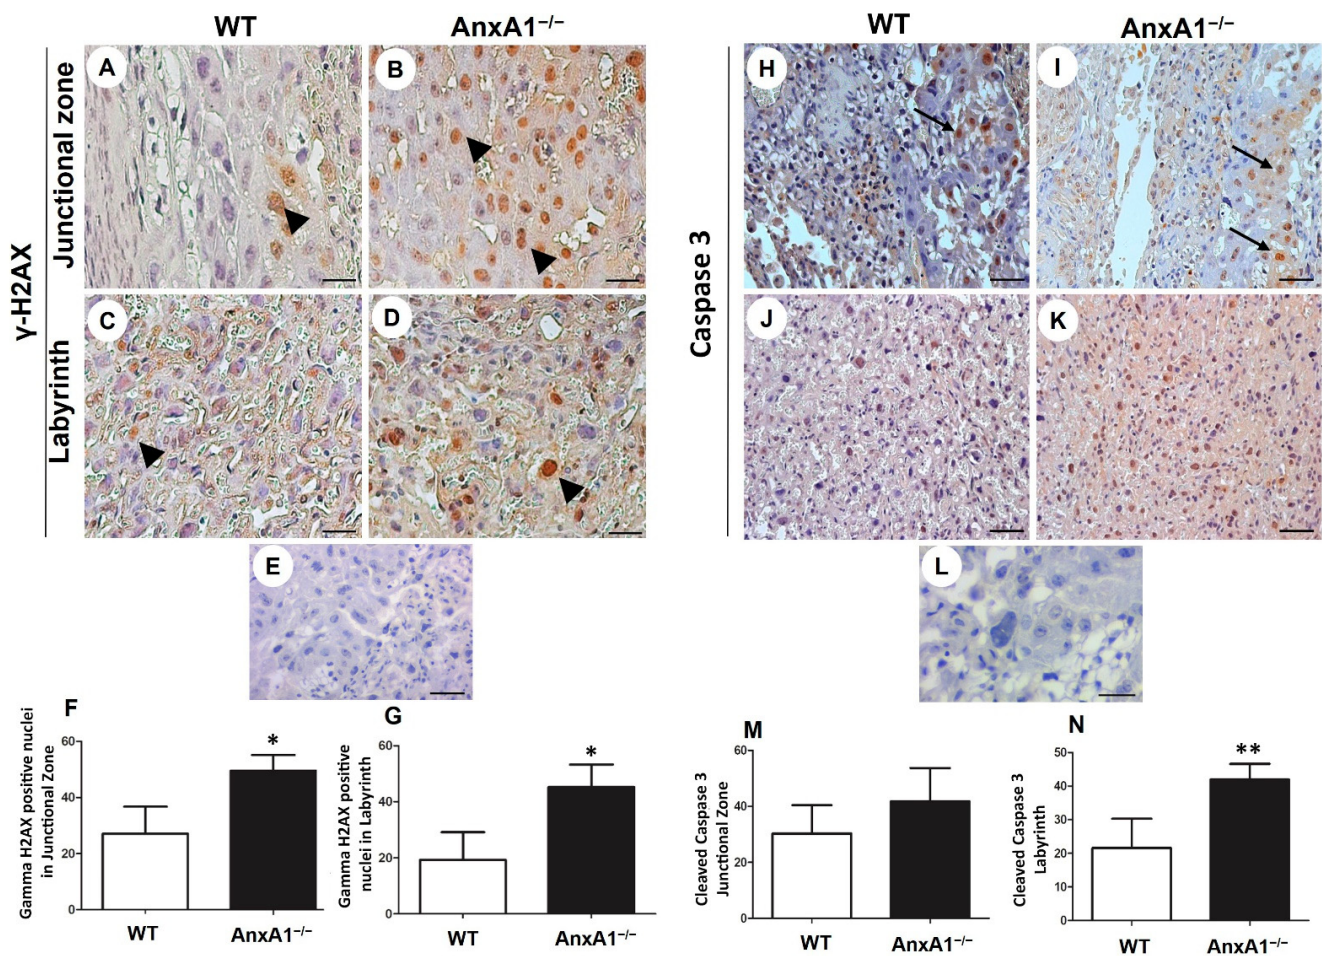 WT
AnxA1⁻/⁻
WT
AnxA1⁻/⁻
γ-H2AX
Junctional zone
Labyrinth
A
B
C
D
E
Caspase 3
H
I
J
K
L
F
Gamma H2AX positive nuclei
in Junctional Zone
60
40
20
0
*
WT
AnxA1⁻/⁻
G
Gamma H2AX positive
nuclei in Labyrinth
60
40
20
0
*
WT
AnxA1⁻/⁻
M
Cleaved Caspase 3
Junctional Zone
60
40
20
0
WT
AnxA1⁻/⁻
N
Cleaved Caspase 3
Labyrinth
50
40
30
20
10
0
**
WT
AnxA1⁻/⁻